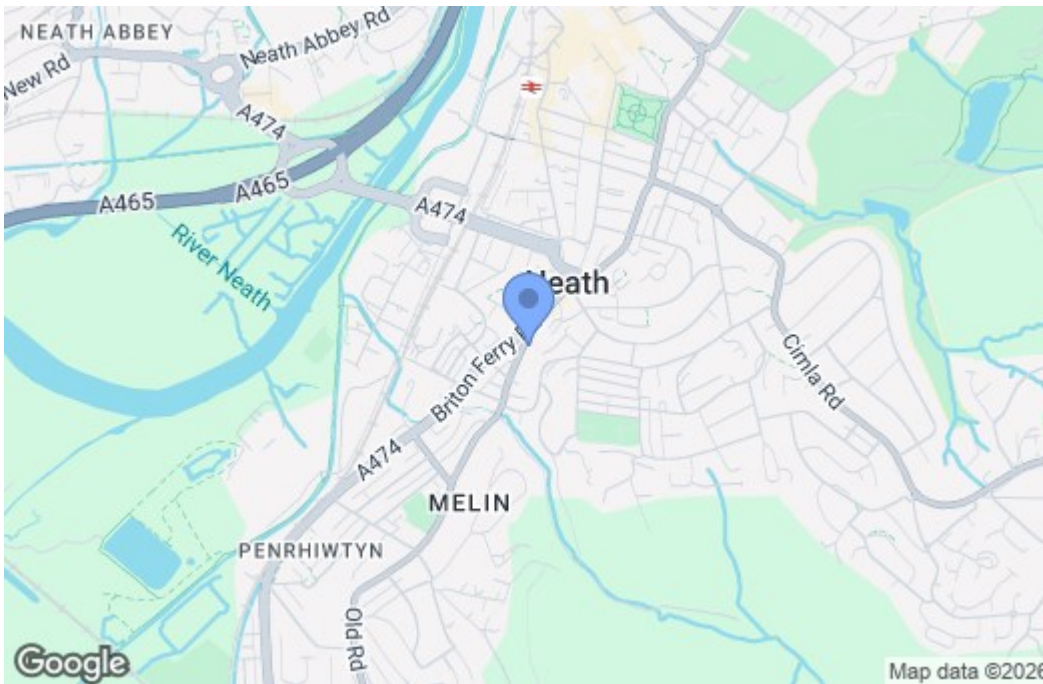 NEATH ABBEY
Neath Abbey Rd
New Rd
A474
A465
A465
A474
River Neath
Neath
Briton Ferry
Cimla Rd
A474
MELIN
PENRHIWTYN
Old Rd
Google
Map data ©2026